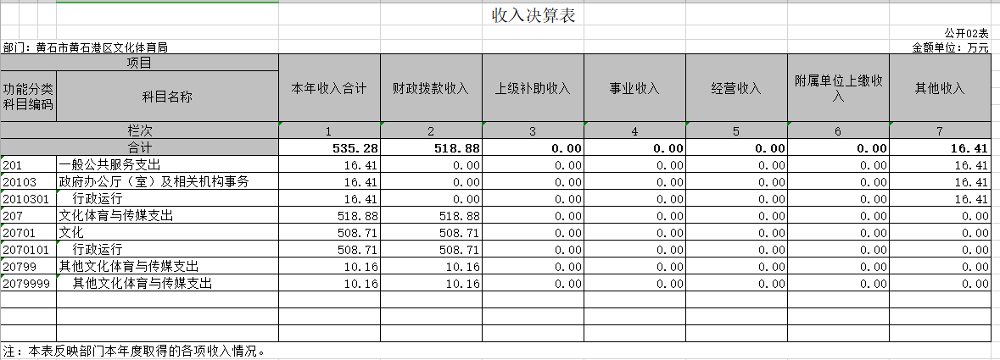 收入决算表
公开02表
部门：黄石市黄石港区文化体育局 金额单位：万元
项目 本年收入合计 财政拨款收入 上级补助收入 事业收入 经营收入 附属单位上缴收入 其他收入
功能分类科目编码 科目名称
栏次 1 2 3 4 5 6 7
合计 535.28 518.88 0.00 0.00 0.00 0.00 16.41
201 一般公共服务支出 16.41 0.00 0.00 0.00 0.00 0.00 16.41
20103 政府办公厅（室）及相关机构事务 16.41 0.00 0.00 0.00 0.00 0.00 16.41
2010301 行政运行 16.41 0.00 0.00 0.00 0.00 0.00 16.41
207 文化体育与传媒支出 518.88 518.88 0.00 0.00 0.00 0.00 0.00
20701 文化 508.71 508.71 0.00 0.00 0.00 0.00 0.00
2070101 行政运行 508.71 508.71 0.00 0.00 0.00 0.00 0.00
20799 其他文化体育与传媒支出 10.16 10.16 0.00 0.00 0.00 0.00 0.00
2079999 其他文化体育与传媒支出 10.16 10.16 0.00 0.00 0.00 0.00 0.00
注：本表反映部门本年度取得的各项收入情况。